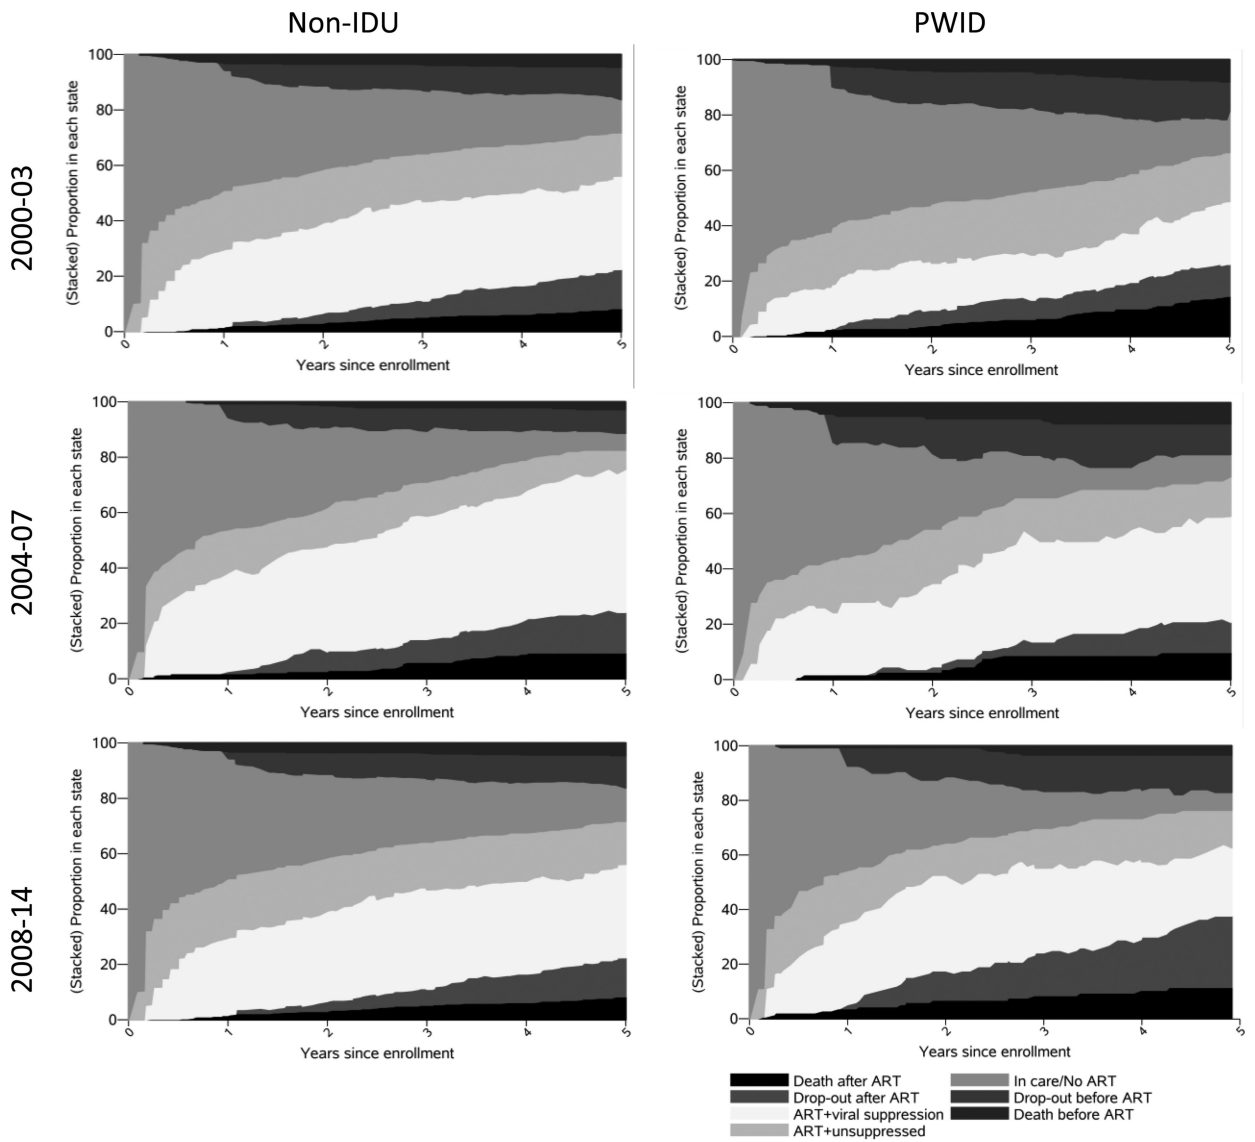 Non-IDU
PWID
2000-03
(Stacked) Proportion in each state
100
80
60
40
20
0
0 1 2 3 4 5
Years since enrollment
(Stacked) Proportion in each state
100
80
60
40
20
0
0 1 2 3 4 5
Years since enrollment
2004-07
(Stacked) Proportion in each state
100
80
60
40
20
0
0 1 2 3 4 5
Years since enrollment
(Stacked) Proportion in each state
100
80
60
40
20
0
0 1 2 3 4 5
Years since enrollment
2008-14
(Stacked) Proportion in each state
100
80
60
40
20
0
0 1 2 3 4 5
Years since enrollment
(Stacked) Proportion in each state
100
80
60
40
20
0
0 1 2 3 4 5
Years since enrollment
Death after ART
Drop-out after ART
ART+viral suppression
ART+unsuppressed
In care/No ART
Drop-out before ART
Death before ART